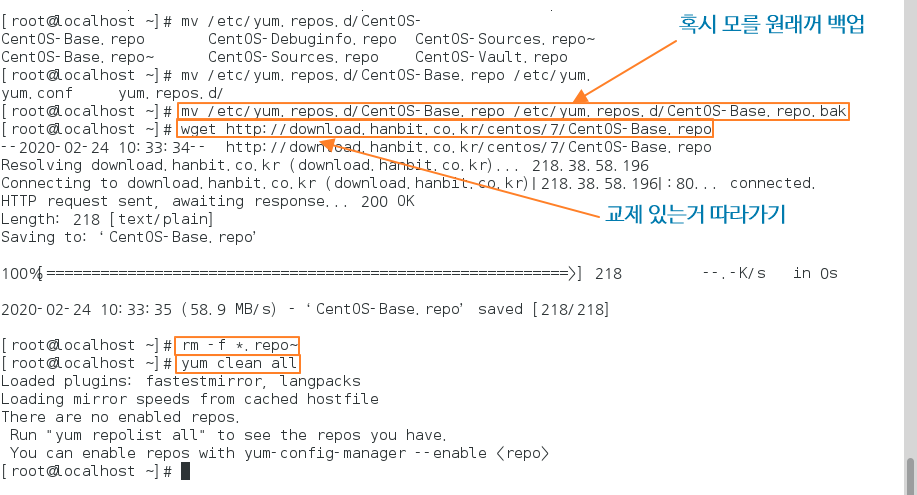 [root@localhost ~]# mv /etc/yum.repos.d/CentOS-
혹시 모를 원래꺼 백업
CentOS-Base.repo CentOS-Debuginfo.repo CentOS-Sources.repo~
CentOS-Base.repo~ CentOS-Sources.repo CentOS-Vault.repo
[root@localhost ~]# mv /etc/yum.repos.d/CentOS-Base.repo /etc/yum.
yum.conf yum.repos.d/
[root@localhost ~]# mv /etc/yum.repos.d/CentOS-Base.repo /etc/yum.repos.d/CentOS-Base.repo.bak
[root@localhost ~]# wget http://download.hanbit.co.kr/centos/7/CentOS-Base.repo
--2020-02-24 10:33:34-- http://download.hanbit.co.kr/centos/7/CentOS-Base.repo
Resolving download.hanbit.co.kr (download.hanbit.co.kr)... 218.38.58.196
Connecting to download.hanbit.co.kr (download.hanbit.co.kr)|218.38.58.196|:80... connected.
HTTP request sent, awaiting response... 200 OK
교제 있는거 따라가기
Length: 218 [text/plain]
Saving to: ‘CentOS-Base.repo’
100%[==========================================================>] 218 --.-K/s in 0s
2020-02-24 10:33:35 (58.9 MB/s) - ‘CentOS-Base.repo’ saved [218/218]
[root@localhost ~]# rm -f *.repo~
[root@localhost ~]# yum clean all
Loaded plugins: fastestmirror, langpacks
Loading mirror speeds from cached hostfile
There are no enabled repos.
Run "yum repolist all" to see the repos you have.
You can enable repos with yum-config-manager --enable <repo>
[root@localhost ~]#